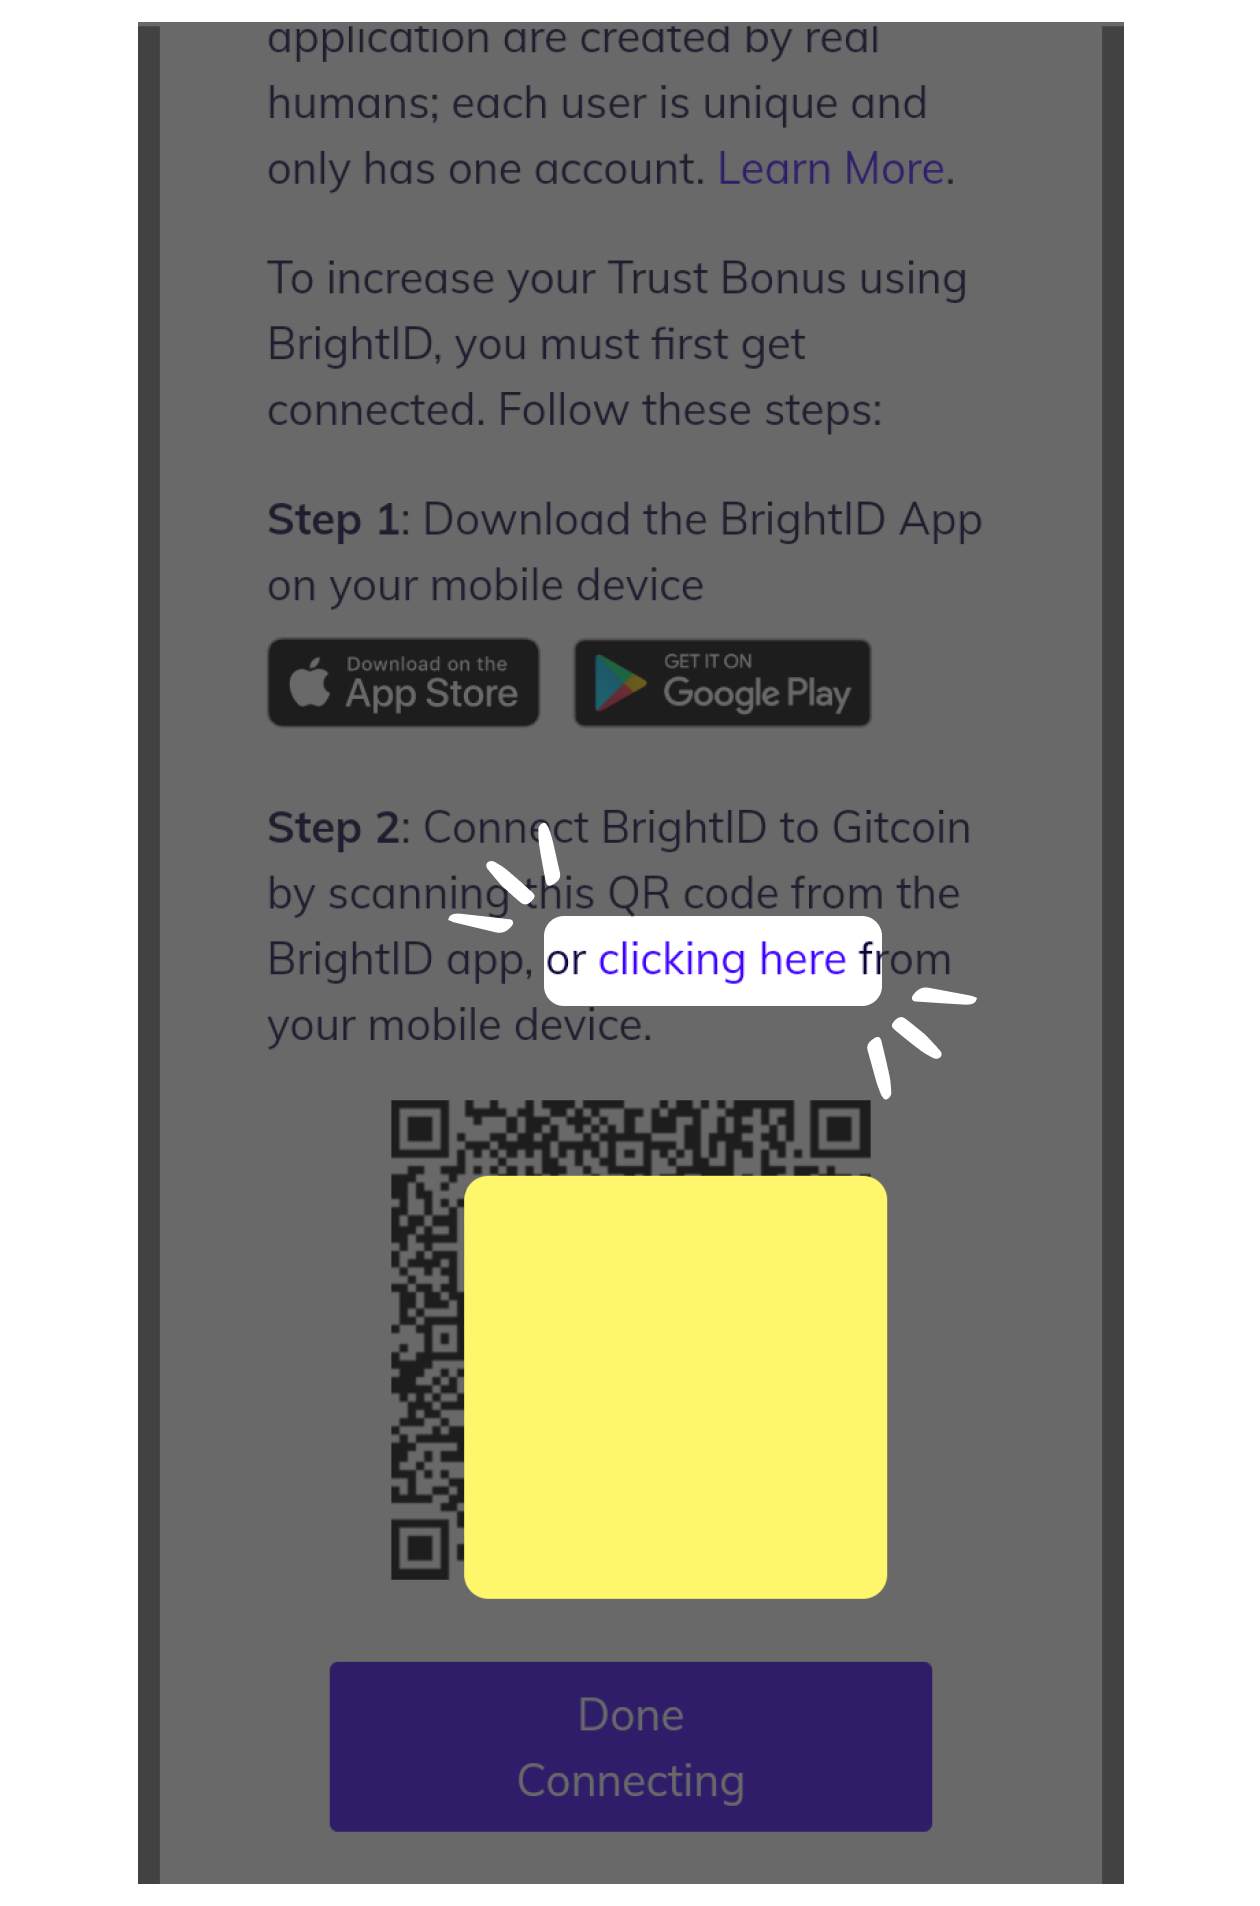 application are created by real
humans; each user is unique and
only has one account. Learn More.
To increase your Trust Bonus using
BrightID, you must first get
connected. Follow these steps:
Step 1: Download the BrightID App
on your mobile device
Download on the
App Store
GET IT ON
Google Play
Step 2: Connect BrightID to Gitcoin
by scanning this QR code from the
BrightID app, or clicking here from
your mobile device.
Done
Connecting